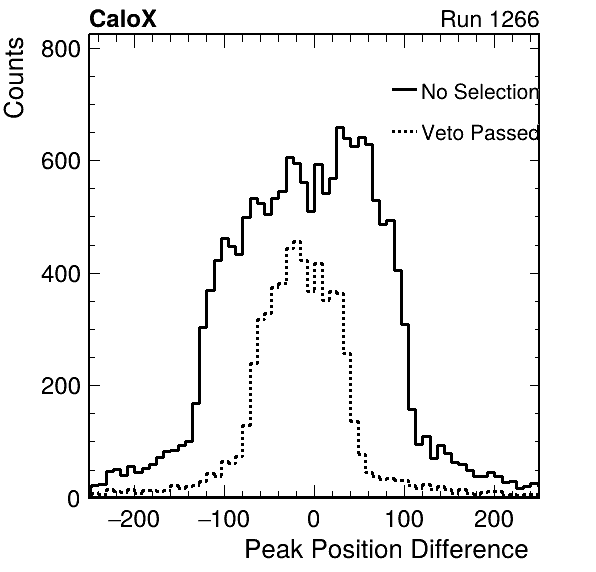 CaloX Run 1266
Counts
800
No Selection
Veto Passed
600
400
200
0
−200 −100 0 100 200
Peak Position Difference